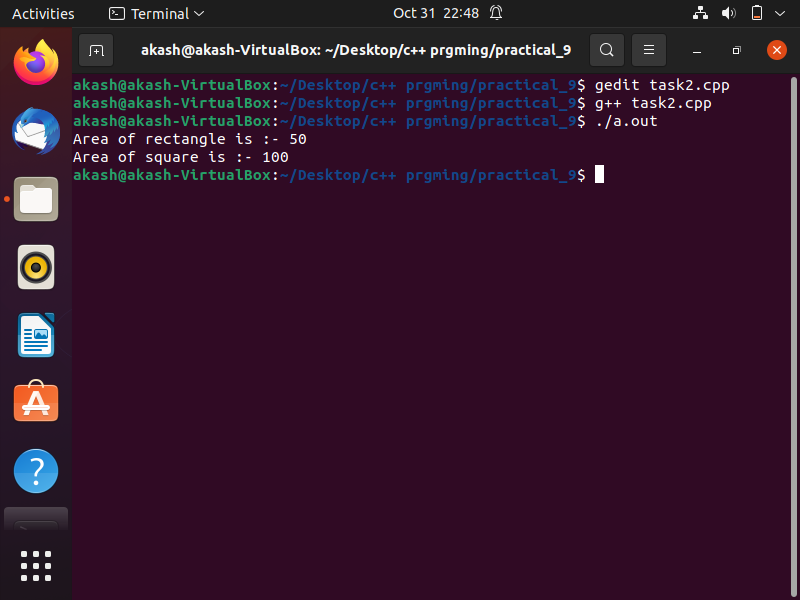 Activities
Terminal
Oct 31 22:48
akash@akash-VirtualBox: ~/Desktop/c++ prgming/practical_9
akash@akash-VirtualBox:~/Desktop/c++ prgming/practical_9$ gedit task2.cpp
akash@akash-VirtualBox:~/Desktop/c++ prgming/practical_9$ g++ task2.cpp
akash@akash-VirtualBox:~/Desktop/c++ prgming/practical_9$ ./a.out
Area of rectangle is :- 50
Area of square is :- 100
akash@akash-VirtualBox:~/Desktop/c++ prgming/practical_9$